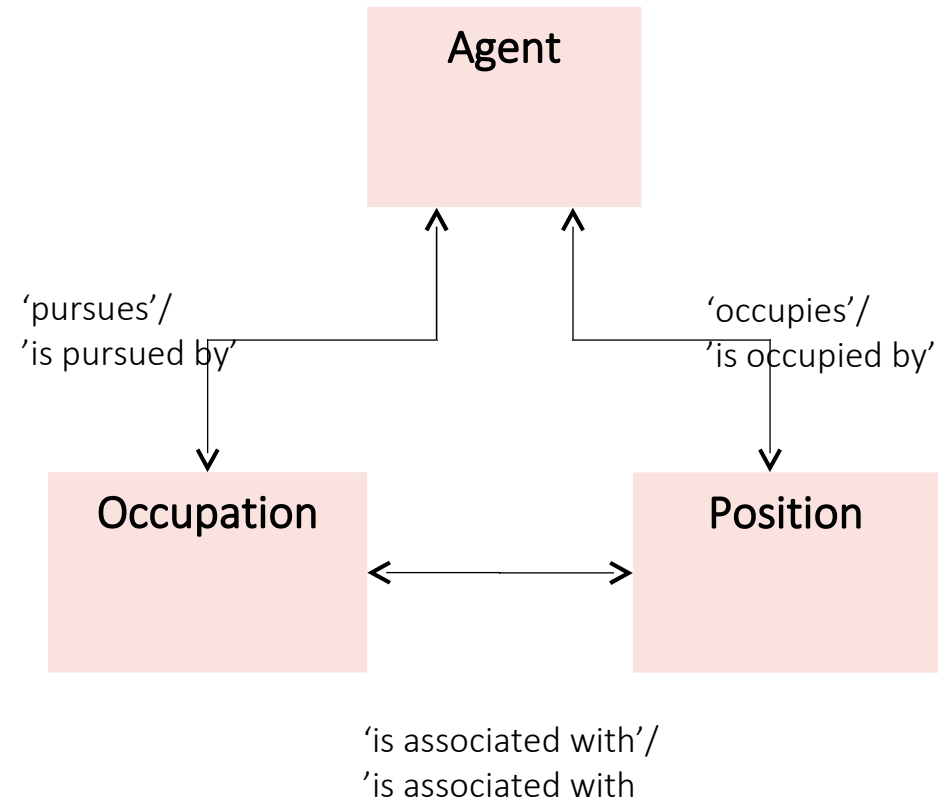 Agent
‘pursues’/
’is pursued by’
‘occupies’/
’is occupied by’
Occupation
Position
‘is associated with’/
’is associated with